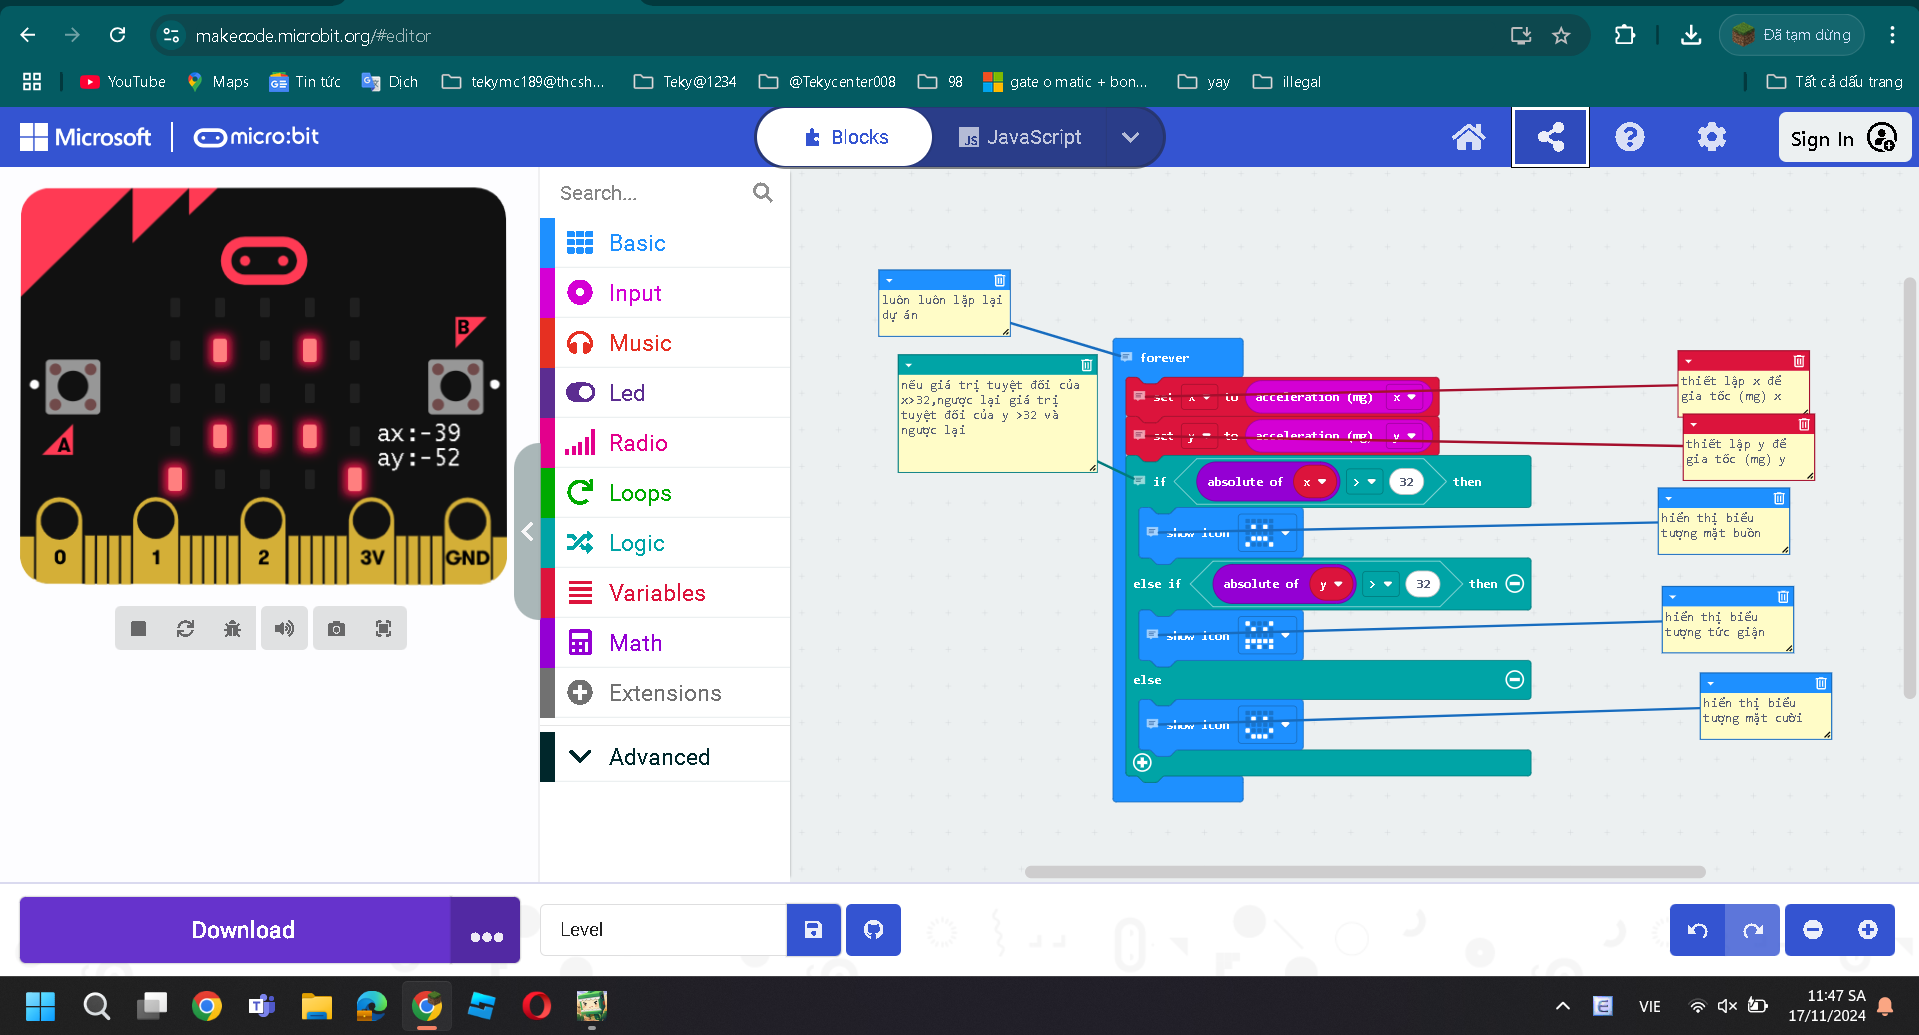 makecode.microbit.org/#editor
Đã tạm dừng
YouTube
Maps
Tin tức
Dịch
tekymc189@thcsh...
Teky@1234
@Tekycenter008
98
gate o matic + bon...
yay
illegal
Tất cả dấu trang
Microsoft
micro:bit
Blocks
JS JavaScript
Sign In
B
A
ax:-39
ay:-52
0 1 2 3V GND
Search...
Basic
Input
Music
Led
Radio
Loops
Logic
Variables
Math
Extensions
Advanced
luôn luôn lặp lại
dự án
nếu giá trị tuyệt đối của
x>32,ngược lại giá trị
tuyệt đối của y >32 và
ngược lại
forever
set x to acceleration (mg) x
set y to acceleration (mg) y
if absolute of x > 32 then
show icon
else if absolute of y > 32 then
show icon
else
show icon
thiết lập x để
gia tốc (mg) x
thiết lập y để
gia tốc (mg) y
hiển thị biểu
tượng mặt buồn
hiển thị biểu
tượng tức giận
hiển thị biểu
tượng mặt cười
Download
Level
VIE
11:47 SA
17/11/2024